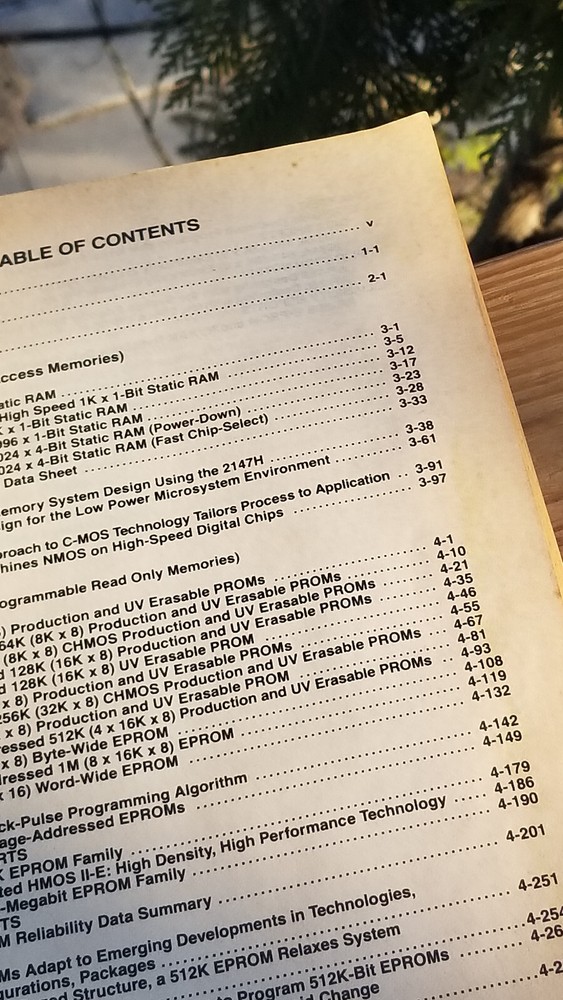 ABLE OF CONTENTS
v
1-1
2-1
ccess Memories)
atic RAM 3-1
High Speed 1K x 1-Bit Static RAM 3-5
K x 1-Bit Static RAM 3-12
096 x 1-Bit Static RAM 3-17
024 x 4-Bit Static RAM (Power-Down) 3-23
024 x 4-Bit Static RAM (Fast Chip-Select) 3-28
Data Sheet 3-33
emory System Design Using the 2147H 3-38
ign for the Low Power Microsystem Environment 3-61
proach to C-MOS Technology Tailors Process to Application 3-91
hines NMOS on High-Speed Digital Chips 3-97
ogrammable Read Only Memories)
) Production and UV Erasable PROMs 4-1
64K (8K x 8) Production and UV Erasable PROMs 4-10
(8K x 8) CHMOS Production and UV Erasable PROMs 4-21
d 128K (16K x 8) Production and UV Erasable PROMs 4-35
d 128K (16K x 8) UV Erasable PROM 4-46
x 8) Production and UV Erasable PROMs 4-55
256K (32K x 8) CHMOS Production and UV Erasable PROMs 4-67
x 8) Production and UV Erasable PROM 4-81
ressed 512K (4 x 16K x 8) Production and UV Erasable PROMs 4-93
x 8) Byte-Wide EPROM 4-108
dressed 1M (8 x 16K x 8) EPROM 4-119
x 16) Word-Wide EPROM 4-132
ck-Pulse Programming Algorithm 4-142
age-Addressed EPROMs 4-149
RTS
K EPROM Family 4-179
ted HMOS II-E: High Density, High Performance Technology 4-186
-Megabit EPROM Family 4-190
TS
M Reliability Data Summary 4-201
Ms Adapt to Emerging Developments in Technologies,
gurations, Packages 4-251
ed Structure, a 512K EPROM Relaxes System 4-254
Program 512K-Bit EPROMs 4-26
d Change 4-2